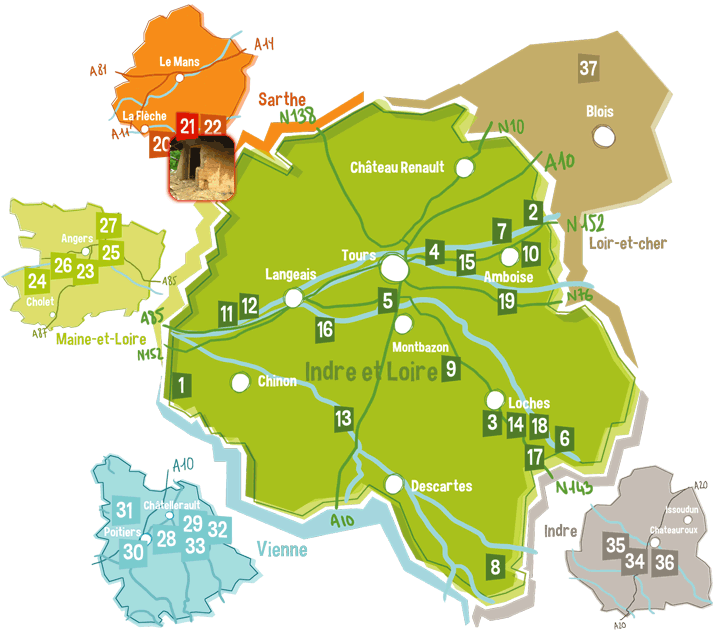 A14
A81
Le Mans
La Flèche
A11
21
22
20
Sarthe
N138
37
Blois
N10
A10
Château Renault
2
7
N152
Loir-et-cher
Tours
4
15
10
Amboise
27
Angers
25
26
23
24
A85
Cholet
A87
Maine-et-Loire
Langeais
11
12
16
5
19
N76
A85
N152
Montbazon
Indre et Loire
9
1
Chinon
Loches
13
3
14
18
6
17
N143
Descartes
A10
8
Vienne
A10
31
Châtellerault
Poitiers
29
32
28
30
33
Indre
A20
Issoudun
Chateauroux
35
34
36
A20